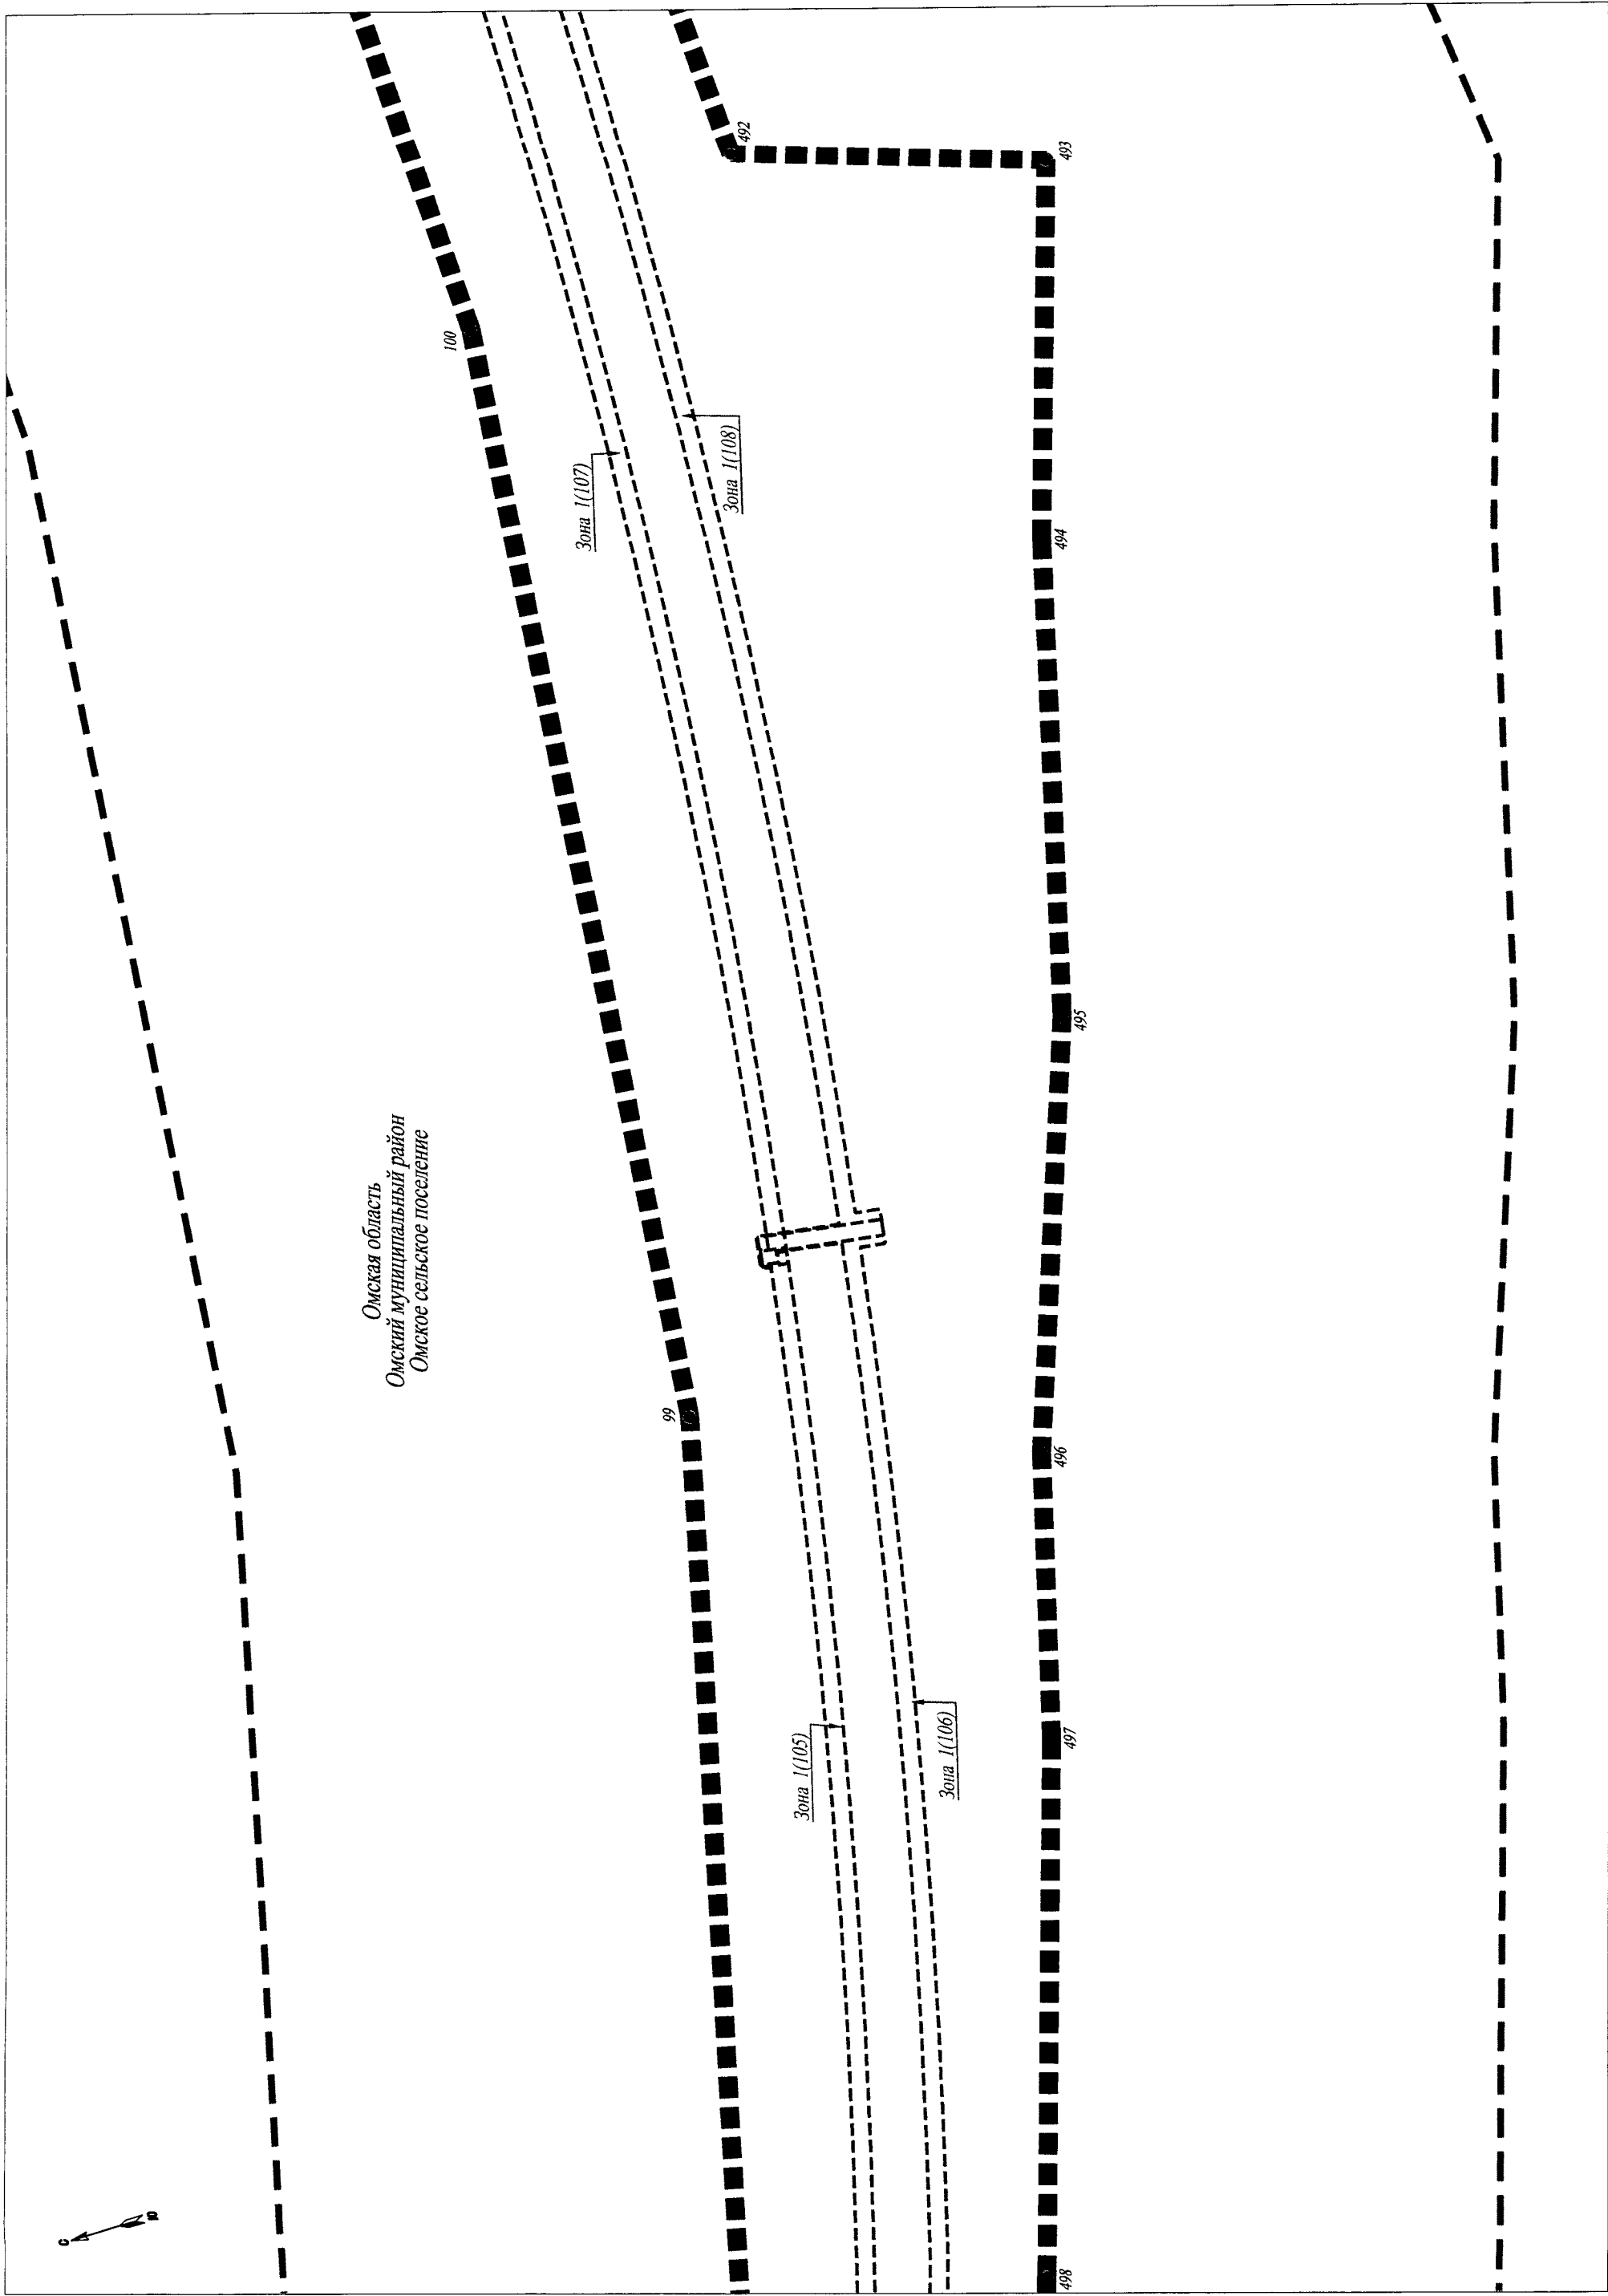 С
Ю
Омская область
Омский муниципальный район
Омское сельское поселение
99
100
Зона 1(107)
Зона 1(108)
Зона 1(105)
Зона 1(106)
492
493
494
495
496
497
498